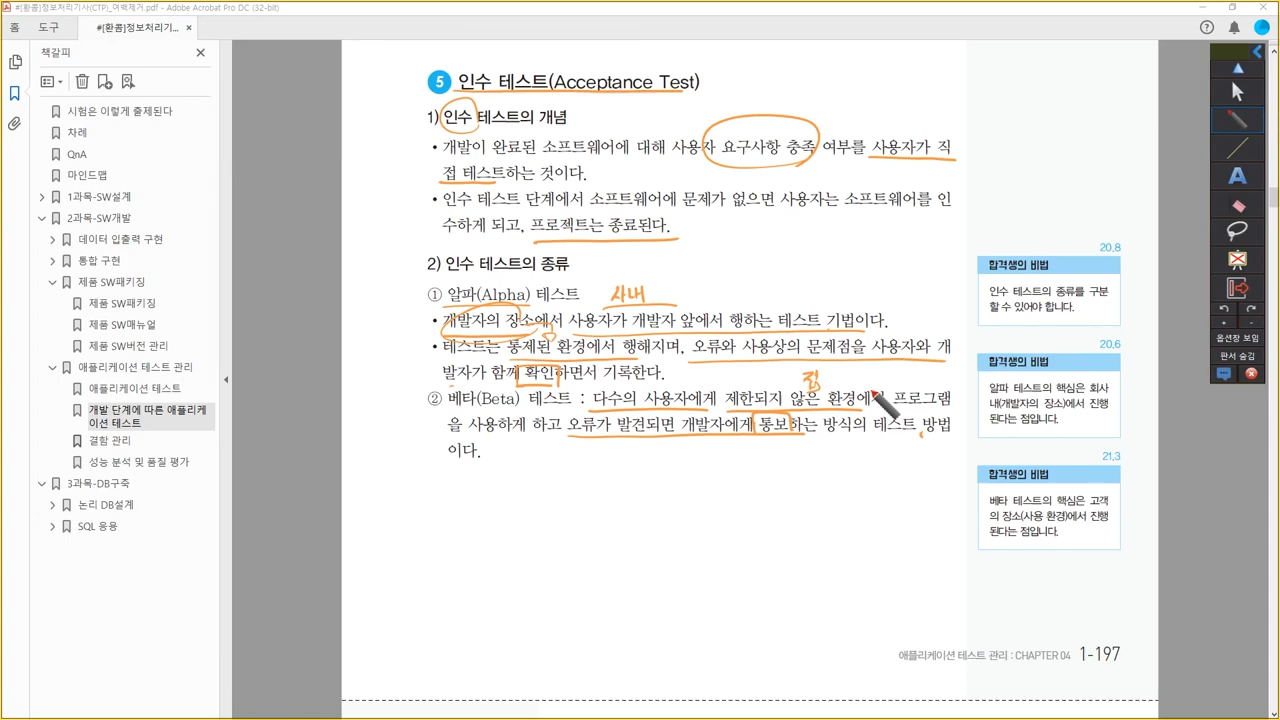 #[환콤]정보처리기사(CTP)_여백제거.pdf - Adobe Acrobat Pro DC (32-bit)
홈 도구 #[환콤]정보처리기... ×
책갈피
시험은 이렇게 출제된다
차례
QnA
마인드맵
1과목-SW설계
2과목-SW개발
데이터 입출력 구현
통합 구현
제품 SW패키징
제품 SW패키징
제품 SW매뉴얼
제품 SW버전 관리
애플리케이션 테스트 관리
애플리케이션 테스트
개발 단계에 따른 애플리케
이션 테스트
결함 관리
성능 분석 및 품질 평가
3과목-DB구축
논리 DB설계
SQL 응용
5 인수 테스트(Acceptance Test)
1) 인수 테스트의 개념
• 개발이 완료된 소프트웨어에 대해 사용자 요구사항 충족 여부를 사용자가 직
접 테스트하는 것이다.
• 인수 테스트 단계에서 소프트웨어에 문제가 없으면 사용자는 소프트웨어를 인
수하게 되고, 프로젝트는 종료된다.
2) 인수 테스트의 종류
① 알파(Alpha) 테스트 사내
• 개발자의 장소에서 사용자가 개발자 앞에서 행하는 테스트 기법이다.
• 테스트는 통제된 환경에서 행해지며, 오류와 사용상의 문제점을 사용자와 개
발자가 함께 확인하면서 기록한다.
집
② 베타(Beta) 테스트 : 다수의 사용자에게 제한되지 않은 환경에서 프로그램
을 사용하게 하고 오류가 발견되면 개발자에게 통보하는 방식의 테스트 방법
이다.
20,8
합격생의 비법
인수 테스트의 종류를 구분
할 수 있어야 합니다.
20,6
합격생의 비법
알파 테스트의 핵심은 회사
내(개발자의 장소)에서 진행
된다는 점입니다.
21,3
합격생의 비법
베타 테스트의 핵심은 고객
의 장소(사용 환경)에서 진행
된다는 점입니다.
애플리케이션 테스트 관리 : CHAPTER 04 1-197
A
옵션창 보임
판서 숨김